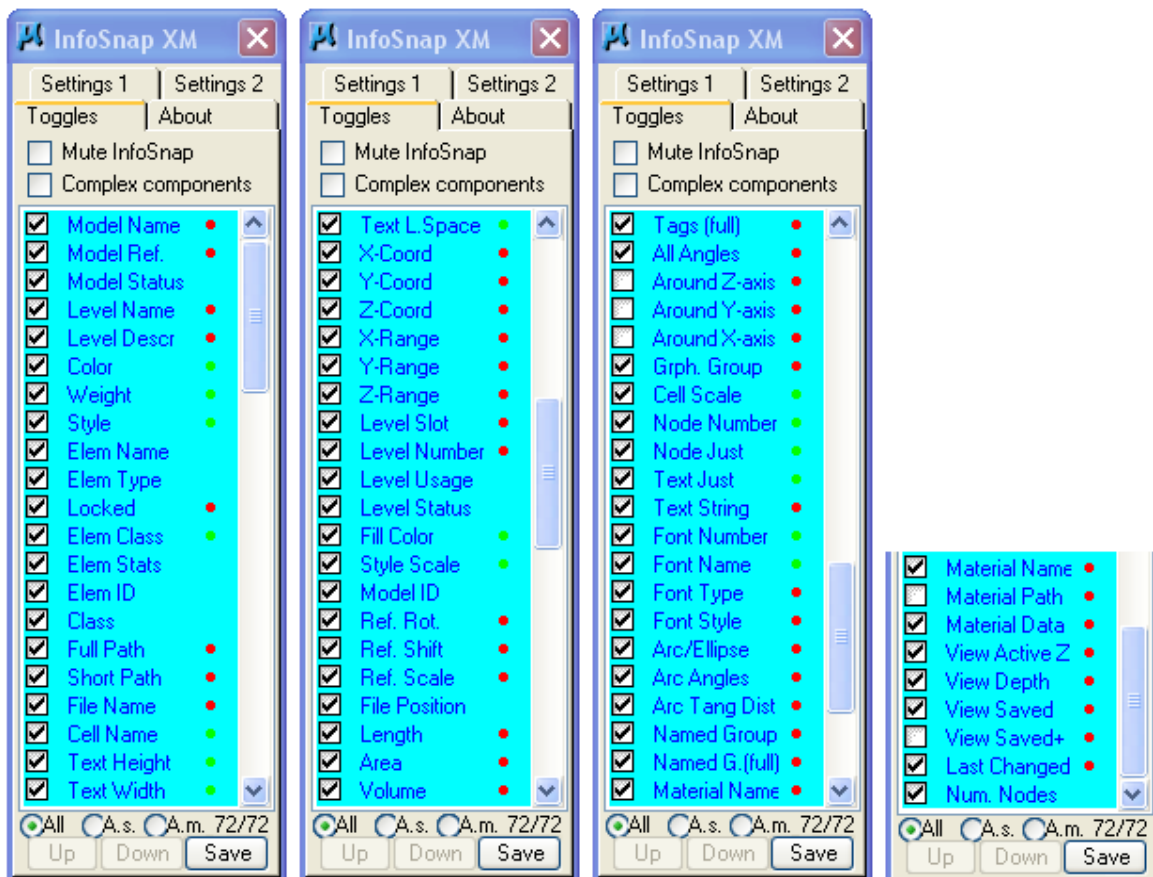 InfoSnap XM
Settings 1 Settings 2
Toggles About
Mute InfoSnap
Complex components
Model Name
Model Ref.
Model Status
Level Name
Level Descr
Color
Weight
Style
Elem Name
Elem Type
Locked
Elem Class
Elem Stats
Elem ID
Class
Full Path
Short Path
File Name
Cell Name
Text Height
Text Width
All A.s. A.m. 72/72
Up Down Save
InfoSnap XM
Settings 1 Settings 2
Toggles About
Mute InfoSnap
Complex components
Text L.Space
X-Coord
Y-Coord
Z-Coord
X-Range
Y-Range
Z-Range
Level Slot
Level Number
Level Usage
Level Status
Fill Color
Style Scale
Model ID
Ref. Rot.
Ref. Shift
Ref. Scale
File Position
Length
Area
Volume
All A.s. A.m. 72/72
Up Down Save
InfoSnap XM
Settings 1 Settings 2
Toggles About
Mute InfoSnap
Complex components
Tags (full)
All Angles
Around Z-axis
Around Y-axis
Around X-axis
Grph. Group
Cell Scale
Node Number
Node Just
Text Just
Text String
Font Number
Font Name
Font Type
Font Style
Arc/Ellipse
Arc Angles
Arc Tang Dist
Named Group
Named G.(full)
Material Name
All A.s. A.m. 72/72
Up Down Save
Material Name
Material Path
Material Data
View Active Z
View Depth
View Saved
View Saved+
Last Changed
Num. Nodes
All A.s. A.m. 72/72
Up Down Save